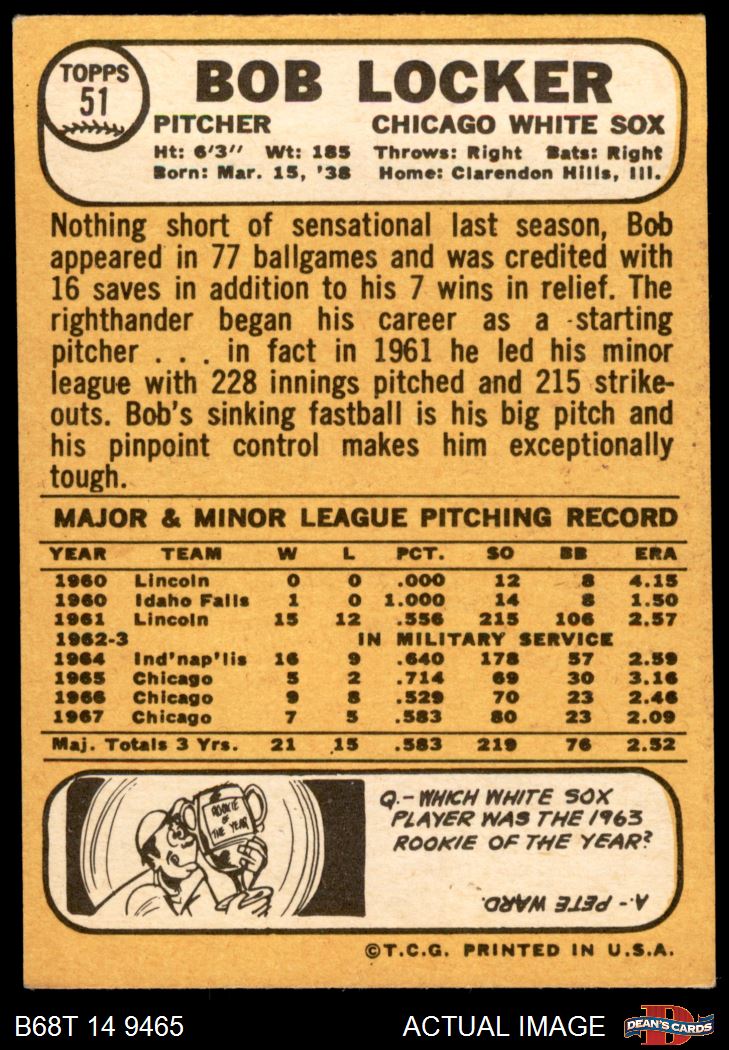 TOPPS
51
BOB LOCKER
PITCHER CHICAGO WHITE SOX
Ht: 6'3" Wt: 185 Throws: Right Bats: Right
Born: Mar. 15, '38 Home: Clarendon Hills, Ill.
Nothing short of sensational last season, Bob
appeared in 77 ballgames and was credited with
16 saves in addition to his 7 wins in relief. The
righthander began his career as a starting
pitcher . . . in fact in 1961 he led his minor
league with 228 innings pitched and 215 strike-
outs. Bob's sinking fastball is his big pitch and
his pinpoint control makes him exceptionally
tough.
MAJOR & MINOR LEAGUE PITCHING RECORD
YEAR TEAM W L PCT. SO BB ERA
1960 Lincoln 0 0 .000 12 8 4.15
1960 Idaho Falls 1 0 1.000 14 8 1.50
1961 Lincoln 15 12 .556 215 106 2.57
1962-3 IN MILITARY SERVICE
1964 Ind'nap'lis 16 9 .640 178 57 2.59
1965 Chicago 5 2 .714 69 30 3.16
1966 Chicago 9 8 .529 70 23 2.46
1967 Chicago 7 5 .583 80 23 2.09
Maj. Totals 3 Yrs. 21 15 .583 219 76 2.52
ROOKIE
OF
THE YEAR
Q.-WHICH WHITE SOX
PLAYER WAS THE 1963
ROOKIE OF THE YEAR?
A.- PETE WARD.
©T.C.G. PRINTED IN U.S.A.
B68T 14 9465 ACTUAL IMAGE
D
DEAN'S CARDS